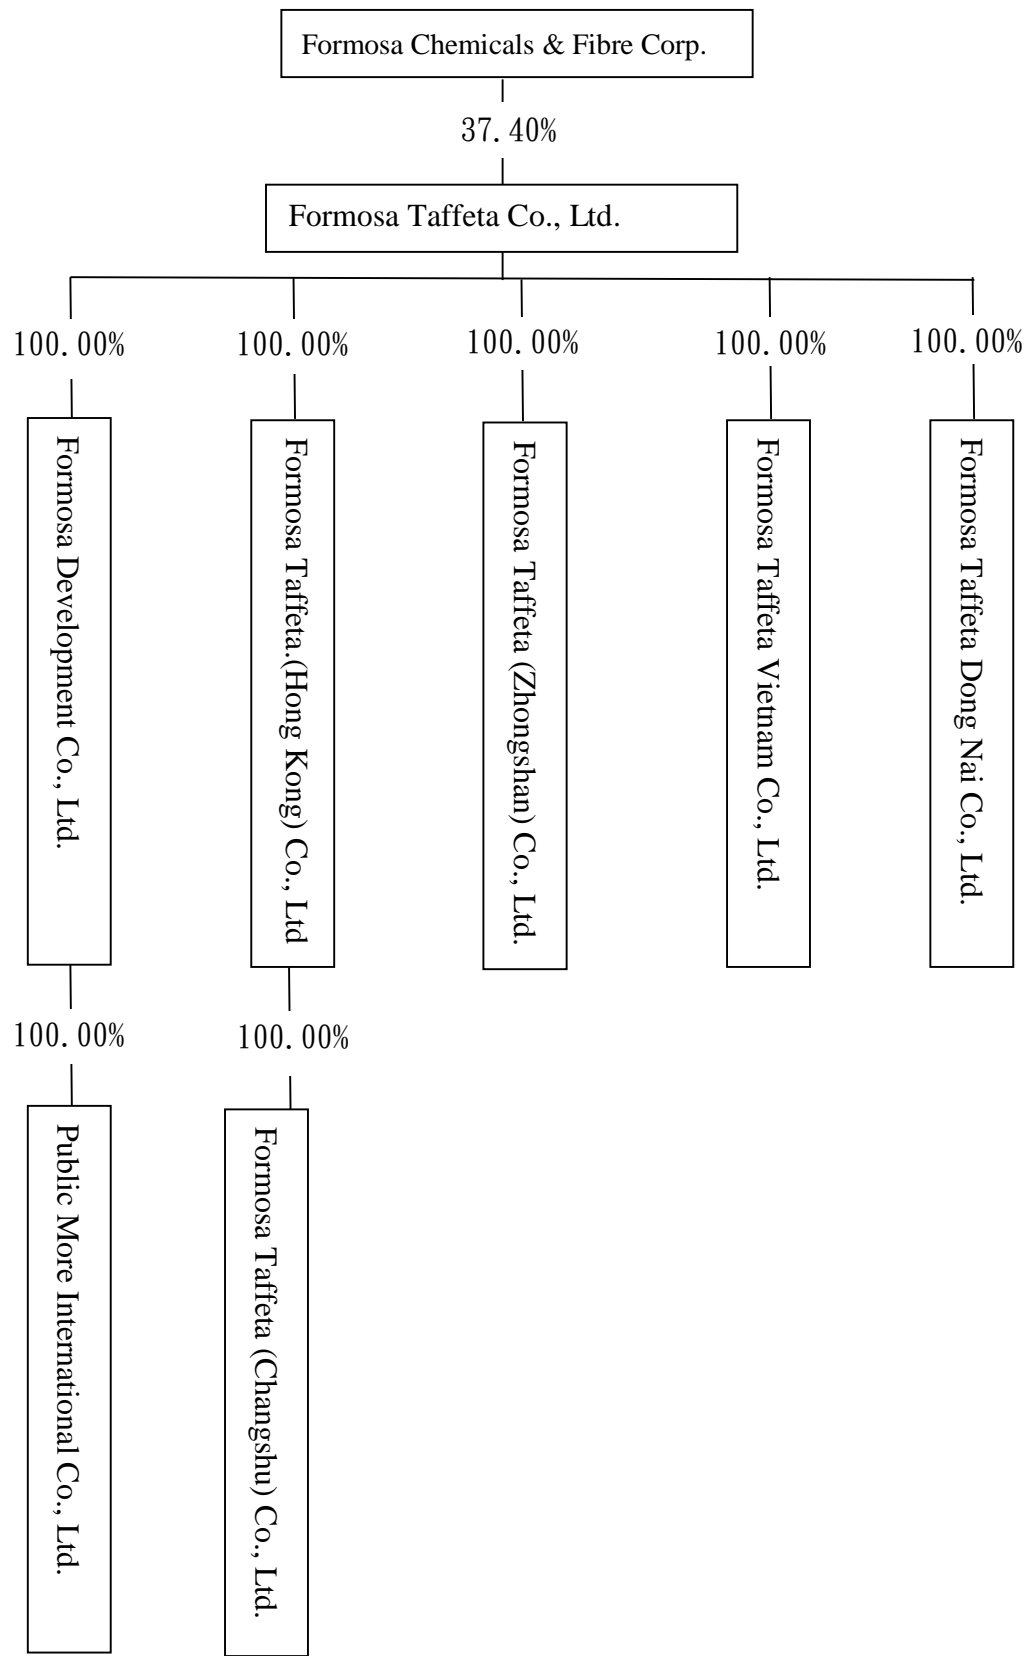 Formosa Chemicals & Fibre Corp.
37.40%
Formosa Taffeta Co., Ltd.
100.00%
100.00%
100.00%
100.00%
100.00%
Formosa Development Co., Ltd.
Formosa Taffeta.(Hong Kong) Co., Ltd
Formosa Taffeta (Zhongshan) Co., Ltd.
Formosa Taffeta Vietnam Co., Ltd.
Formosa Taffeta Dong Nai Co., Ltd.
100.00%
100.00%
Public More International Co., Ltd.
Formosa Taffeta (Changshu) Co., Ltd.